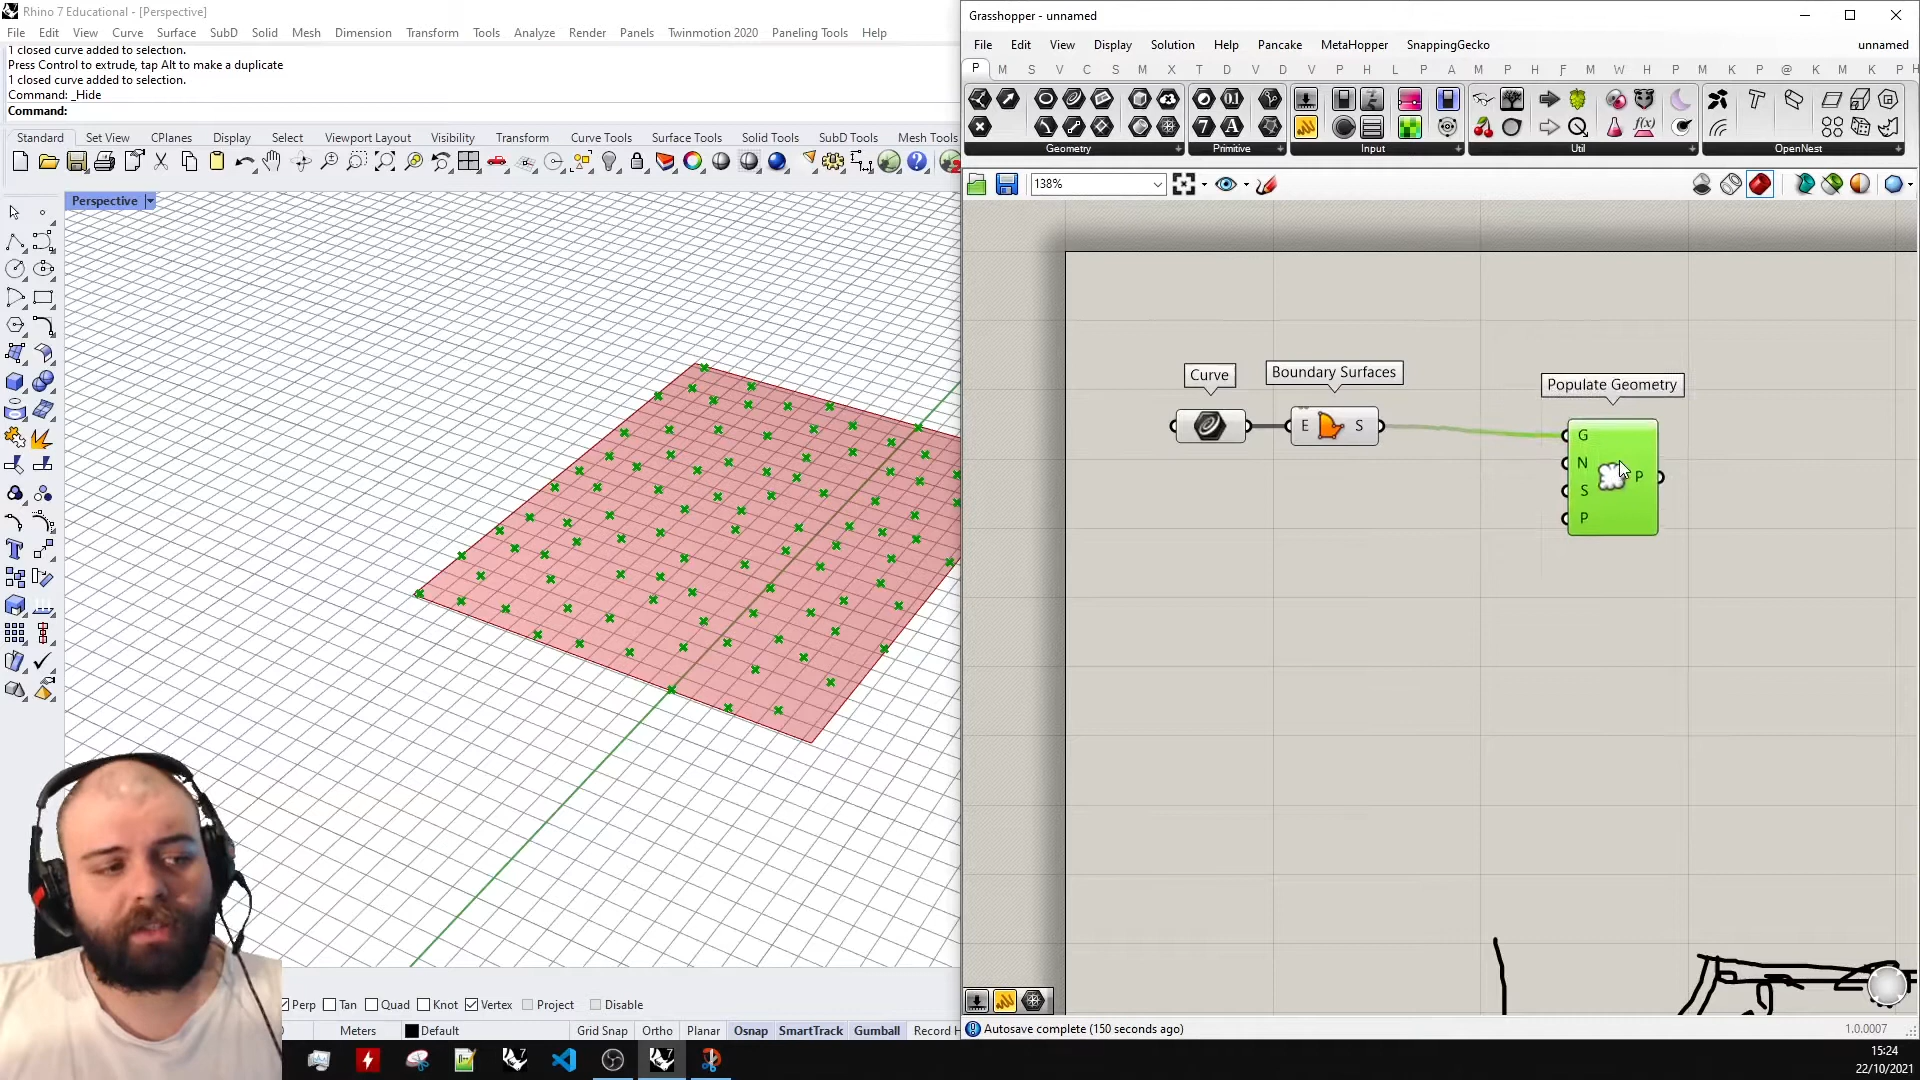 Rhino 7 Educational - [Perspective]
File Edit View Curve Surface SubD Solid Mesh Dimension Transform Tools Analyze Render Panels Twinmotion 2020 Paneling Tools Help
1 closed curve added to selection.
Press Control to extrude, tap Alt to make a duplicate
1 closed curve added to selection.
Command: _Hide
Command:
Standard Set View CPlanes Display Select Viewport Layout Visibility Transform Curve Tools Surface Tools Solid Tools SubD Tools Mesh Tools
Perspective
Perp Tan Quad Knot Vertex Project Disable
Meters Default Grid Snap Ortho Planar Osnap SmartTrack Gumball Record H
Grasshopper - unnamed
File Edit View Display Solution Help Pancake MetaHopper SnappingGecko unnamed
P M S V C S M X T D V D V H L P A M P H F M W H P M K P @ K M K P H
Geometry Primitive Input Util OpenNest
138%
Curve
Boundary Surfaces
Populate Geometry
E S
G
N
S
P
P
Autosave complete (150 seconds ago)
1.0.0007
15:24
22/10/2021